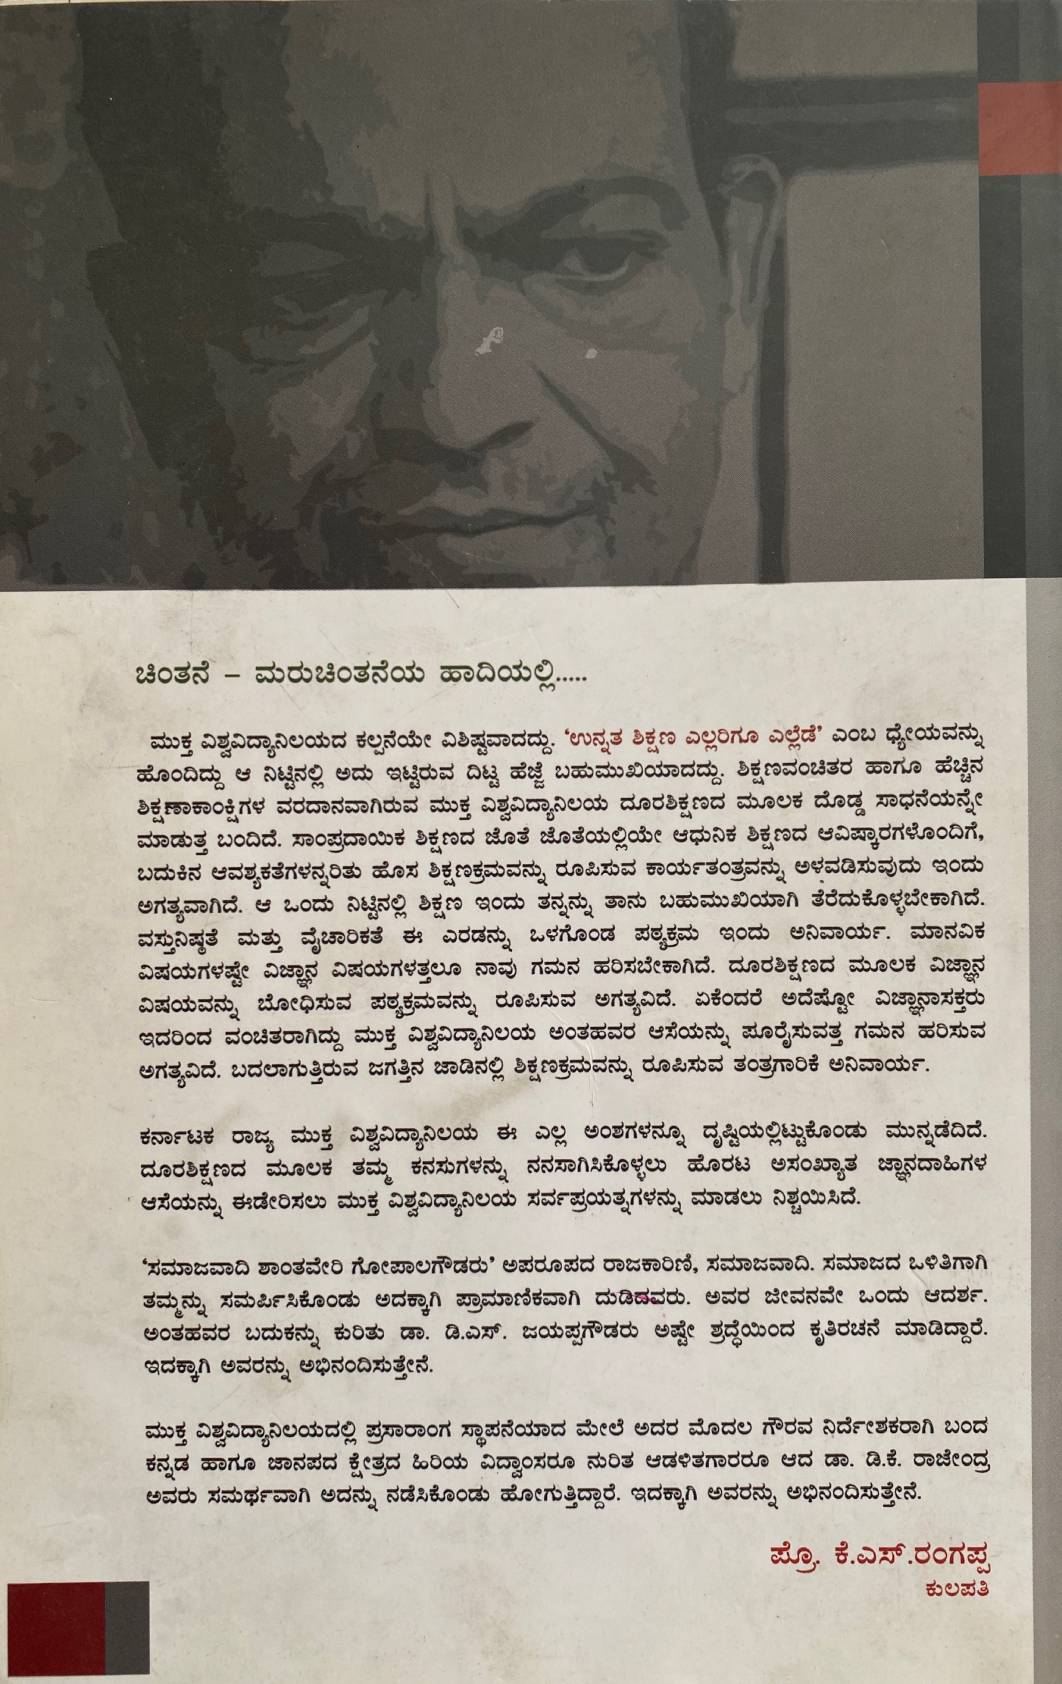 ಚಿಂತನೆ – ಮರುಚಿಂತನೆಯ ಹಾದಿಯಲ್ಲಿ.....
ಮುಕ್ತ ವಿಶ್ವವಿದ್ಯಾನಿಲಯದ ಕಲ್ಪನೆಯೇ ವಿಶಿಷ್ಟವಾದದ್ದು. ‘ಉನ್ನತ ಶಿಕ್ಷಣ ಎಲ್ಲರಿಗೂ ಎಲ್ಲೆಡೆ’ ಎಂಬ ಧ್ಯೇಯವನ್ನು
ಹೊಂದಿದ್ದು ಆ ನಿಟ್ಟಿನಲ್ಲಿ ಅದು ಇಟ್ಟಿರುವ ದಿಟ್ಟ ಹೆಜ್ಜೆ ಬಹುಮುಖಿಯಾದದ್ದು. ಶಿಕ್ಷಣವಂಚಿತರ ಹಾಗೂ ಹೆಚ್ಚಿನ
ಶಿಕ್ಷಣಾಕಾಂಕ್ಷಿಗಳ ವರದಾನವಾಗಿರುವ ಮುಕ್ತ ವಿಶ್ವವಿದ್ಯಾನಿಲಯ ದೂರಶಿಕ್ಷಣದ ಮೂಲಕ ದೊಡ್ಡ ಸಾಧನೆಯನ್ನೇ
ಮಾಡುತ್ತ ಬಂದಿದೆ. ಸಾಂಪ್ರದಾಯಿಕ ಶಿಕ್ಷಣದ ಜೊತೆ ಜೊತೆಯಲ್ಲಿಯೇ ಆಧುನಿಕ ಶಿಕ್ಷಣದ ಆವಿಷ್ಕಾರಗಳೊಂದಿಗೆ,
ಬದುಕಿನ ಆವಶ್ಯಕತೆಗಳನ್ನರಿತು ಹೊಸ ಶಿಕ್ಷಣಕ್ರಮವನ್ನು ರೂಪಿಸುವ ಕಾರ್ಯತಂತ್ರವನ್ನು ಅಳವಡಿಸುವುದು ಇಂದು
ಅಗತ್ಯವಾಗಿದೆ. ಆ ಒಂದು ನಿಟ್ಟಿನಲ್ಲಿ ಶಿಕ್ಷಣ ಇಂದು ತನ್ನನ್ನು ತಾನು ಬಹುಮುಖಿಯಾಗಿ ತೆರೆದುಕೊಳ್ಳಬೇಕಾಗಿದೆ.
ವಸ್ತುನಿಷ್ಠತೆ ಮತ್ತು ವೈಚಾರಿಕತೆ ಈ ಎರಡನ್ನು ಒಳಗೊಂಡ ಪಠ್ಯಕ್ರಮ ಇಂದು ಅನಿವಾರ್ಯ. ಮಾನವಿಕ
ವಿಷಯಗಳಷ್ಟೇ ವಿಜ್ಞಾನ ವಿಷಯಗಳತ್ತಲೂ ನಾವು ಗಮನ ಹರಿಸಬೇಕಾಗಿದೆ. ದೂರಶಿಕ್ಷಣದ ಮೂಲಕ ವಿಜ್ಞಾನ
ವಿಷಯವನ್ನು ಬೋಧಿಸುವ ಪಠ್ಯಕ್ರಮವನ್ನು ರೂಪಿಸುವ ಅಗತ್ಯವಿದೆ. ಏಕೆಂದರೆ ಅದೆಷ್ಟೋ ವಿಜ್ಞಾನಾಸಕ್ತರು
ಇದರಿಂದ ವಂಚಿತರಾಗಿದ್ದು ಮುಕ್ತ ವಿಶ್ವವಿದ್ಯಾನಿಲಯ ಅಂತಹವರ ಆಸೆಯನ್ನು ಪೂರೈಸುವತ್ತ ಗಮನ ಹರಿಸುವ
ಅಗತ್ಯವಿದೆ. ಬದಲಾಗುತ್ತಿರುವ ಜಗತ್ತಿನ ಜಾಡಿನಲ್ಲಿ ಶಿಕ್ಷಣಕ್ರಮವನ್ನು ರೂಪಿಸುವ ತಂತ್ರಗಾರಿಕೆ ಅನಿವಾರ್ಯ.
ಕರ್ನಾಟಕ ರಾಜ್ಯ ಮುಕ್ತ ವಿಶ್ವವಿದ್ಯಾನಿಲಯ ಈ ಎಲ್ಲ ಅಂಶಗಳನ್ನೂ ದೃಷ್ಟಿಯಲ್ಲಿಟ್ಟುಕೊಂಡು ಮುನ್ನಡೆದಿದೆ.
ದೂರಶಿಕ್ಷಣದ ಮೂಲಕ ತಮ್ಮ ಕನಸುಗಳನ್ನು ನನಸಾಗಿಸಿಕೊಳ್ಳಲು ಹೊರಟ ಅಸಂಖ್ಯಾತ ಜ್ಞಾನದಾಹಿಗಳ
ಆಸೆಯನ್ನು ಈಡೇರಿಸಲು ಮುಕ್ತ ವಿಶ್ವವಿದ್ಯಾನಿಲಯ ಸರ್ವಪ್ರಯತ್ನಗಳನ್ನು ಮಾಡಲು ನಿಶ್ಚಯಿಸಿದೆ.
‘ಸಮಾಜವಾದಿ ಶಾಂತವೇರಿ ಗೋಪಾಲಗೌಡರು’ ಅಪರೂಪದ ರಾಜಕಾರಿಣಿ, ಸಮಾಜವಾದಿ. ಸಮಾಜದ ಒಳಿತಿಗಾಗಿ
ತಮ್ಮನ್ನು ಸಮರ್ಪಿಸಿಕೊಂಡು ಅದಕ್ಕಾಗಿ ಪ್ರಾಮಾಣಿಕವಾಗಿ ದುಡಿದವರು. ಅವರ ಜೀವನವೇ ಒಂದು ಆದರ್ಶ.
ಅಂತಹವರ ಬದುಕನ್ನು ಕುರಿತು ಡಾ. ಡಿ.ಎಸ್. ಜಯಪ್ಪಗೌಡರು ಅಷ್ಟೇ ಶ್ರದ್ಧೆಯಿಂದ ಕೃತಿರಚನೆ ಮಾಡಿದ್ದಾರೆ.
ಇದಕ್ಕಾಗಿ ಅವರನ್ನು ಅಭಿನಂದಿಸುತ್ತೇನೆ.
ಮುಕ್ತ ವಿಶ್ವವಿದ್ಯಾನಿಲಯದಲ್ಲಿ ಪ್ರಸಾರಾಂಗ ಸ್ಥಾಪನೆಯಾದ ಮೇಲೆ ಅದರ ಮೊದಲ ಗೌರವ ನಿರ್ದೇಶಕರಾಗಿ ಬಂದ
ಕನ್ನಡ ಹಾಗೂ ಜಾನಪದ ಕ್ಷೇತ್ರದ ಹಿರಿಯ ವಿದ್ವಾಂಸರೂ ನುರಿತ ಆಡಳಿತಗಾರರೂ ಆದ ಡಾ. ಡಿ.ಕೆ. ರಾಜೇಂದ್ರ
ಅವರು ಸಮರ್ಥವಾಗಿ ಅದನ್ನು ನಡೆಸಿಕೊಂಡು ಹೋಗುತ್ತಿದ್ದಾರೆ. ಇದಕ್ಕಾಗಿ ಅವರನ್ನು ಅಭಿನಂದಿಸುತ್ತೇನೆ.
ಪ್ರೊ. ಕೆ.ಎಸ್.ರಂಗಪ್ಪ
ಕುಲಪತಿ